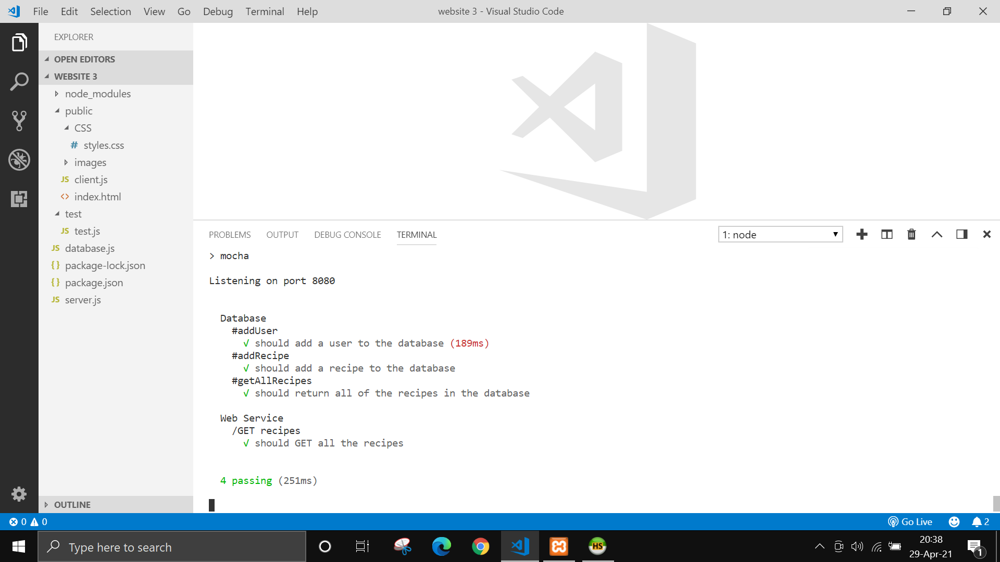 File Edit Selection View Go Debug Terminal Help
website 3 - Visual Studio Code
EXPLORER
OPEN EDITORS
WEBSITE 3
node_modules
public
CSS
# styles.css
images
JS client.js
<> index.html
test
JS test.js
JS database.js
{} package-lock.json
{} package.json
JS server.js
OUTLINE
PROBLEMS OUTPUT DEBUG CONSOLE TERMINAL
1: node
> mocha
Listening on port 8080
Database
#addUser
√ should add a user to the database (189ms)
#addRecipe
√ should add a recipe to the database
#getAllRecipes
√ should return all of the recipes in the database
Web Service
/GET recipes
√ should GET all the recipes
4 passing (251ms)
0 0
Go Live 2
Type here to search
HS
20:38
29-Apr-21
1